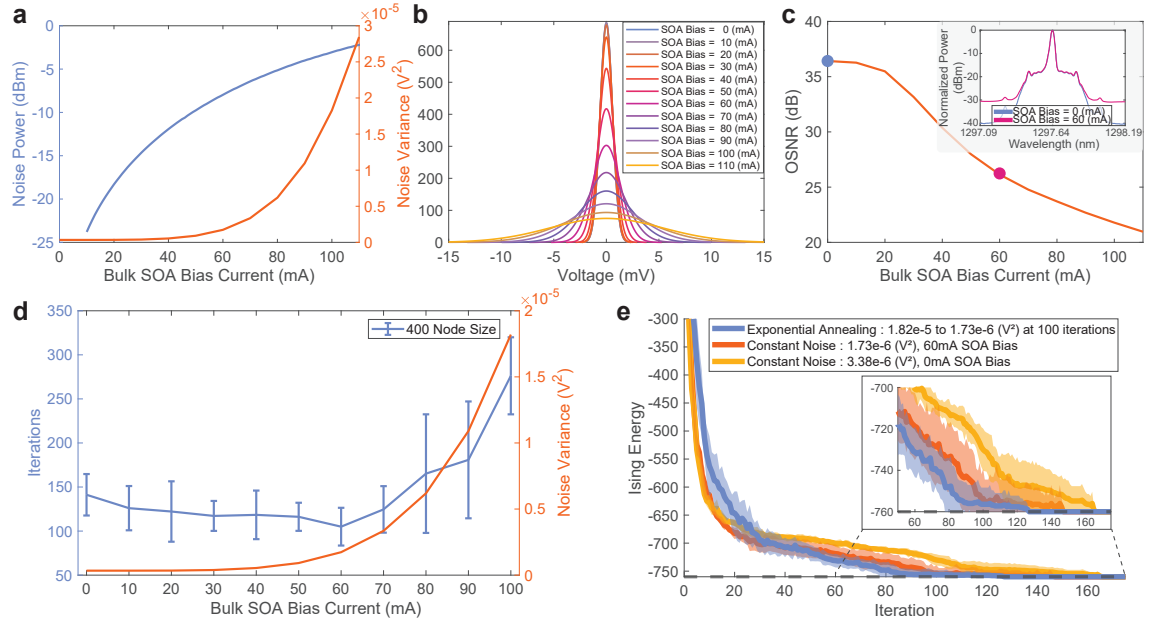 a
Noise Power (dBm)
0
-5
-10
-15
-20
-25
0
20
40
60
80
100
Bulk SOA Bias Current (mA)
×10⁻⁵
3
2.5
2
1.5
1
0.5
0
Noise Variance (V²)
b
600
500
400
300
200
100
0
-15
-10
-5
0
5
10
15
Voltage (mV)
SOA Bias = 0 (mA)
SOA Bias = 10 (mA)
SOA Bias = 20 (mA)
SOA Bias = 30 (mA)
SOA Bias = 40 (mA)
SOA Bias = 50 (mA)
SOA Bias = 60 (mA)
SOA Bias = 70 (mA)
SOA Bias = 80 (mA)
SOA Bias = 90 (mA)
SOA Bias = 100 (mA)
SOA Bias = 110 (mA)
c
OSNR (dB)
40
35
30
25
20
0
20
40
60
80
100
Bulk SOA Bias Current (mA)
Normalized Power
(dBm)
0
-10
-20
-30
-40
SOA Bias = 0 (mA)
SOA Bias = 60 (mA)
1297.09
1297.64
1298.19
Wavelength (nm)
d
Iterations
350
300
250
200
150
100
50
0
10
20
30
40
50
60
70
80
90
100
Bulk SOA Bias Current (mA)
400 Node Size
×10⁻⁵
2
1.5
1
0.5
0
Noise Variance (V²)
e
Ising Energy
-300
-350
-400
-450
-500
-550
-600
-650
-700
-750
0
20
40
60
80
100
120
140
160
Iteration
Exponential Annealing : 1.82e-5 to 1.73e-6 (V²) at 100 iterations
Constant Noise : 1.73e-6 (V²), 60mA SOA Bias
Constant Noise : 3.38e-6 (V²), 0mA SOA Bias
-700
-720
-740
-760
60
80
100
120
140
160